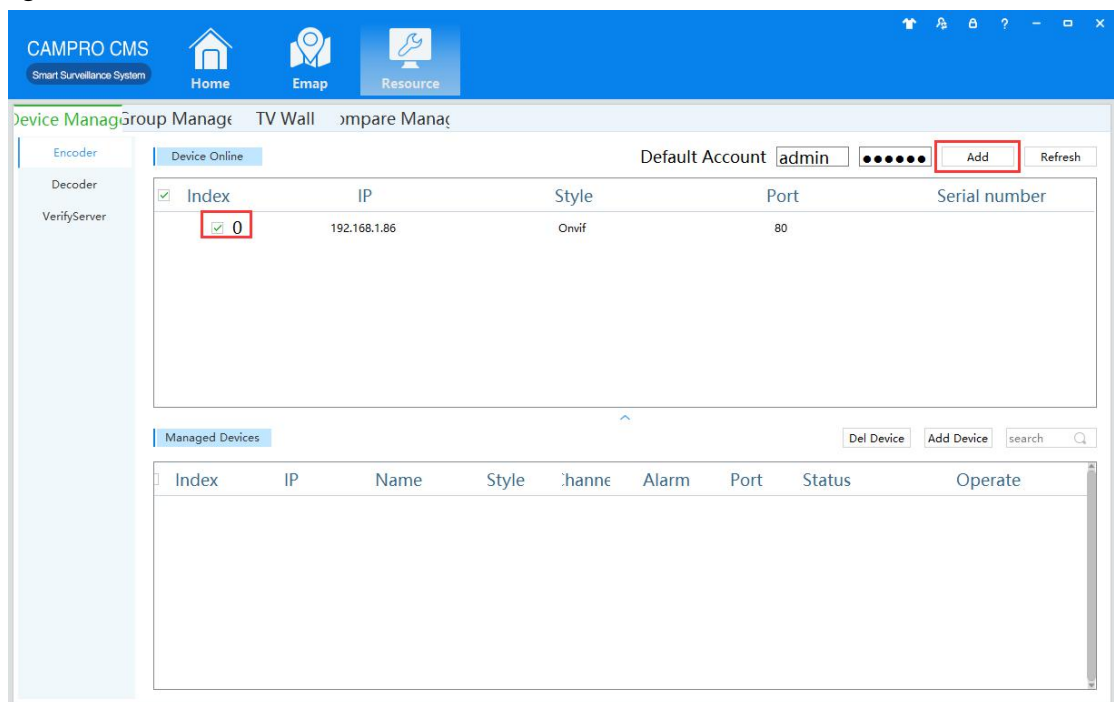 CAMPRO CMS
Smart Surveillance System
Home
Emap
Resource
?
Device Manag
Group Manage
TV Wall
ompare Manag
Encoder
Decoder
VerifyServer
Device Online
Default Account admin ●●●●●● Add Refresh
Index IP Style Port Serial number
0 192.168.1.86 Onvif 80
Managed Devices
Del Device Add Device search
Index IP Name Style Channe Alarm Port Status Operate